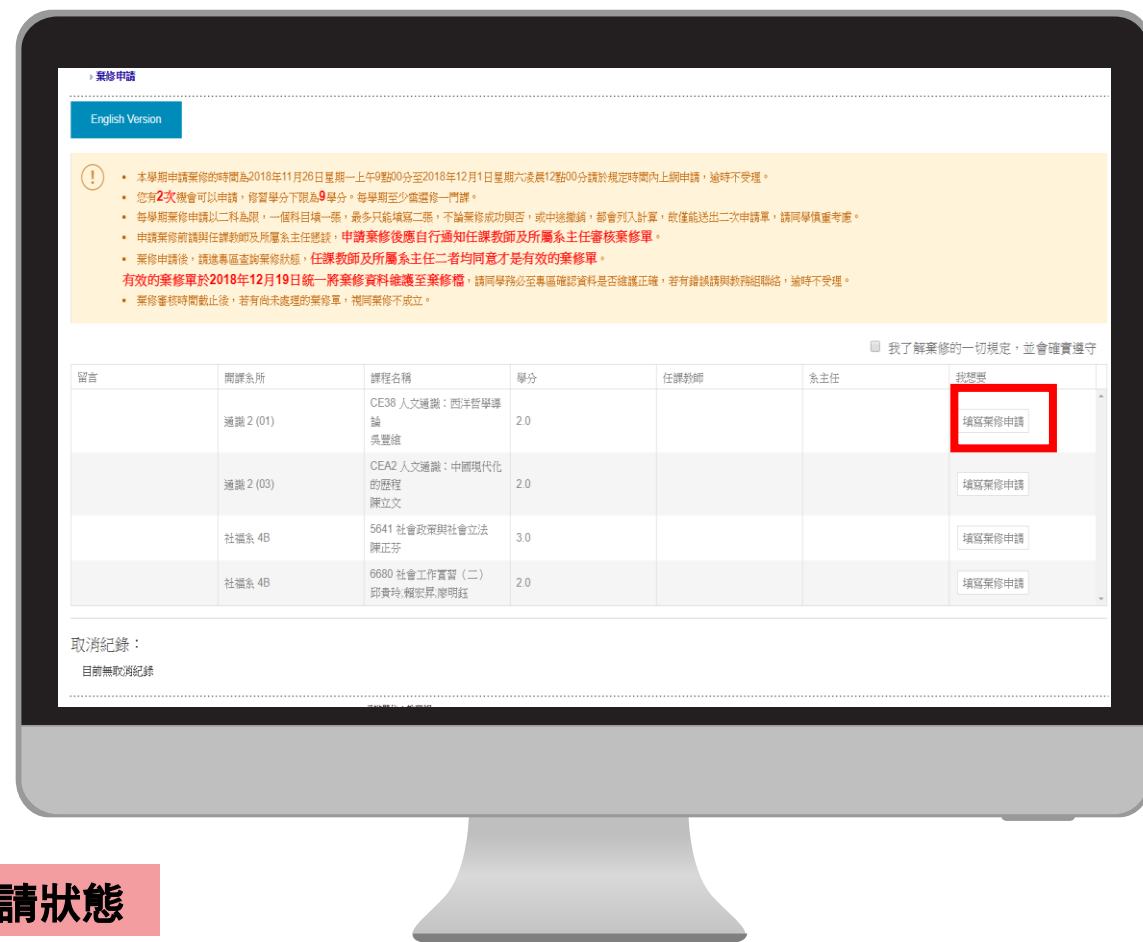 › 棄修申請
English Version
• 本學期申請棄修的時間為2018年11月26日星期一上午9點00分至2018年12月1日星期六凌晨12點00分請於規定時間內上網申請，逾時不受理。
• 您有2次機會可以申請，修習學分下限為9學分。每學期至少需選修一門課。
• 每學期棄修申請以二科為限，一個科目填一張，最多只能填寫二張，不論棄修成功與否，或中途撤銷，都會列入計算，故僅能送出二次申請單，請同學慎重考慮。
• 申請棄修前請與任課教師及所屬系主任懇談，申請棄修後應自行通知任課教師及所屬系主任審核棄修單。
• 棄修申請後，請進專區查詢棄修狀態，任課教師及所屬系主任二者均同意才是有效的棄修單。
有效的棄修單於2018年12月19日統一將棄修資料維護至棄修檔，請同學務必至專區確認資料是否維護正確，若有錯誤請與教務組聯絡，逾時不受理。
• 棄修審核時間截止後，若有尚未處理的棄修單，視同棄修不成立。
我了解棄修的一切規定，並會確實遵守
留言 開課系所 課程名稱 學分 任課教師 系主任 我想要
通識 2 (01) CE38 人文通識：西洋哲學導 2.0 填寫棄修申請
論
吳豐維
通識 2 (03) CEA2 人文通識：中國現代化 2.0 填寫棄修申請
的歷程
陳立文
社福系 4B 5641 社會政策與社會立法 3.0 填寫棄修申請
陳正芬
社福系 4B 6680 社會工作實習（二） 2.0 填寫棄修申請
邱貴玲,賴宏昇,廖明鈺
取消紀錄：
目前無取消紀錄
請狀態